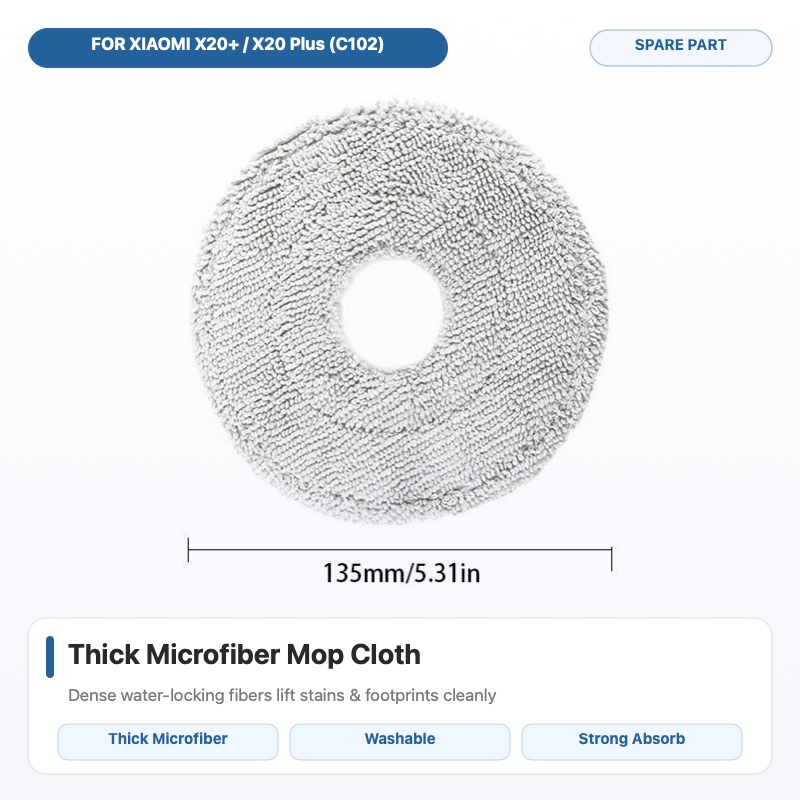 FOR XIAOMI X20+ / X20 Plus (C102)
SPARE PART
135mm/5.31in
Thick Microfiber Mop Cloth
Dense water-locking fibers lift stains & footprints cleanly
Thick Microfiber
Washable
Strong Absorb